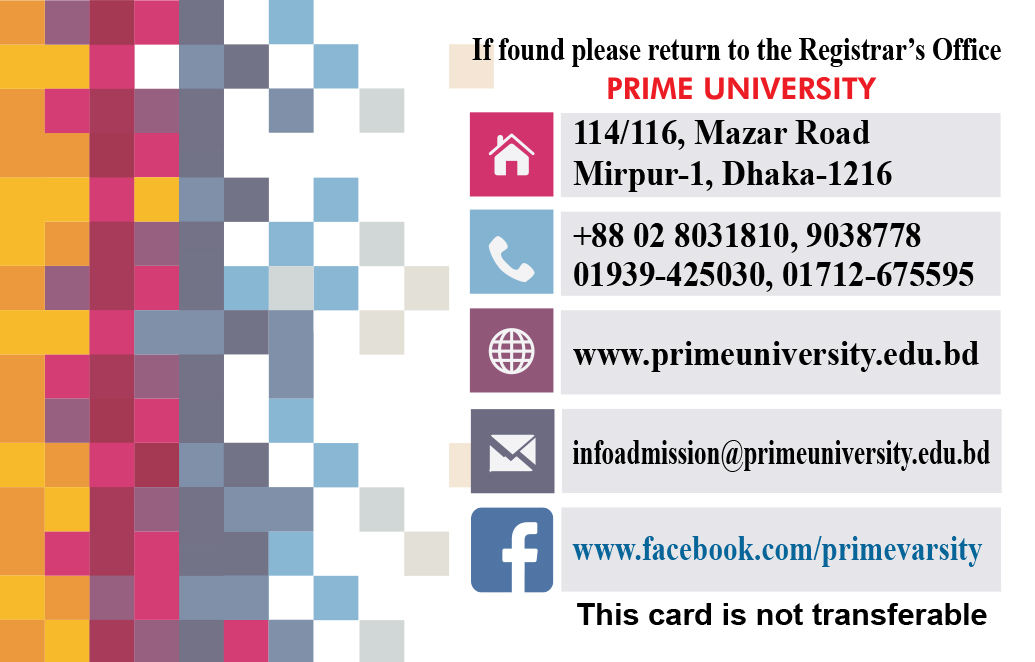 If found please return to the Registrar’s Office
PRIME UNIVERSITY
114/116, Mazar Road
Mirpur-1, Dhaka-1216
+88 02 8031810, 9038778
01939-425030, 01712-675595
www.primeuniversity.edu.bd
infoadmission@primeuniversity.edu.bd
www.facebook.com/primevarsity
This card is not transferable